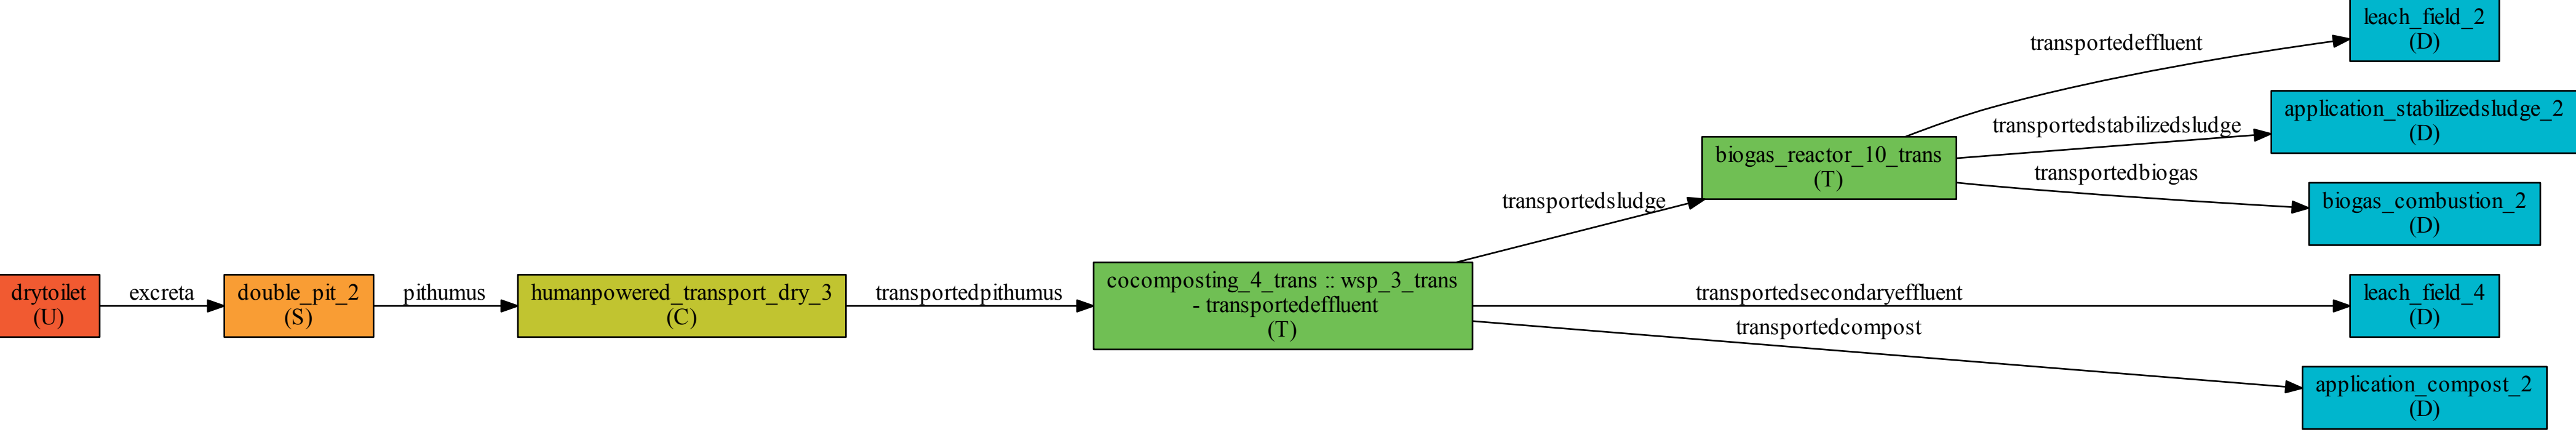 drytoilet
(U)
excreta
double_pit_2
(S)
pithumus
humanpowered_transport_dry_3
(C)
transportedpithumus
cocomposting_4_trans :: wsp_3_trans
- transportedeffluent
(T)
transportedsludge
biogas_reactor_10_trans
(T)
transportedeffluent
leach_field_2
(D)
transportedstabilizedsludge
application_stabilizedsludge_2
(D)
transportedbiogas
biogas_combustion_2
(D)
transportedsecondaryeffluent
leach_field_4
(D)
transportedcompost
application_compost_2
(D)